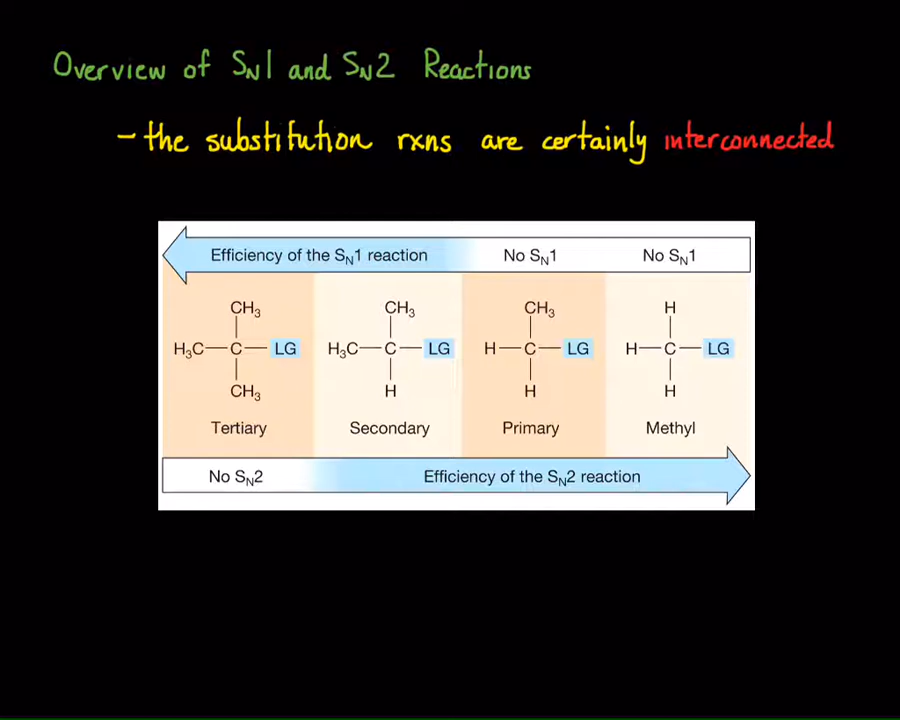 Overview of SN1 and SN2 Reactions
- the substitution rxns are certainly interconnected
Efficiency of the SN1 reaction No SN1 No SN1
CH3 CH3 CH3 H
H3C—C—LG H3C—C—LG H—C—LG H—C—LG
CH3 H H H
Tertiary Secondary Primary Methyl
No SN2 Efficiency of the SN2 reaction